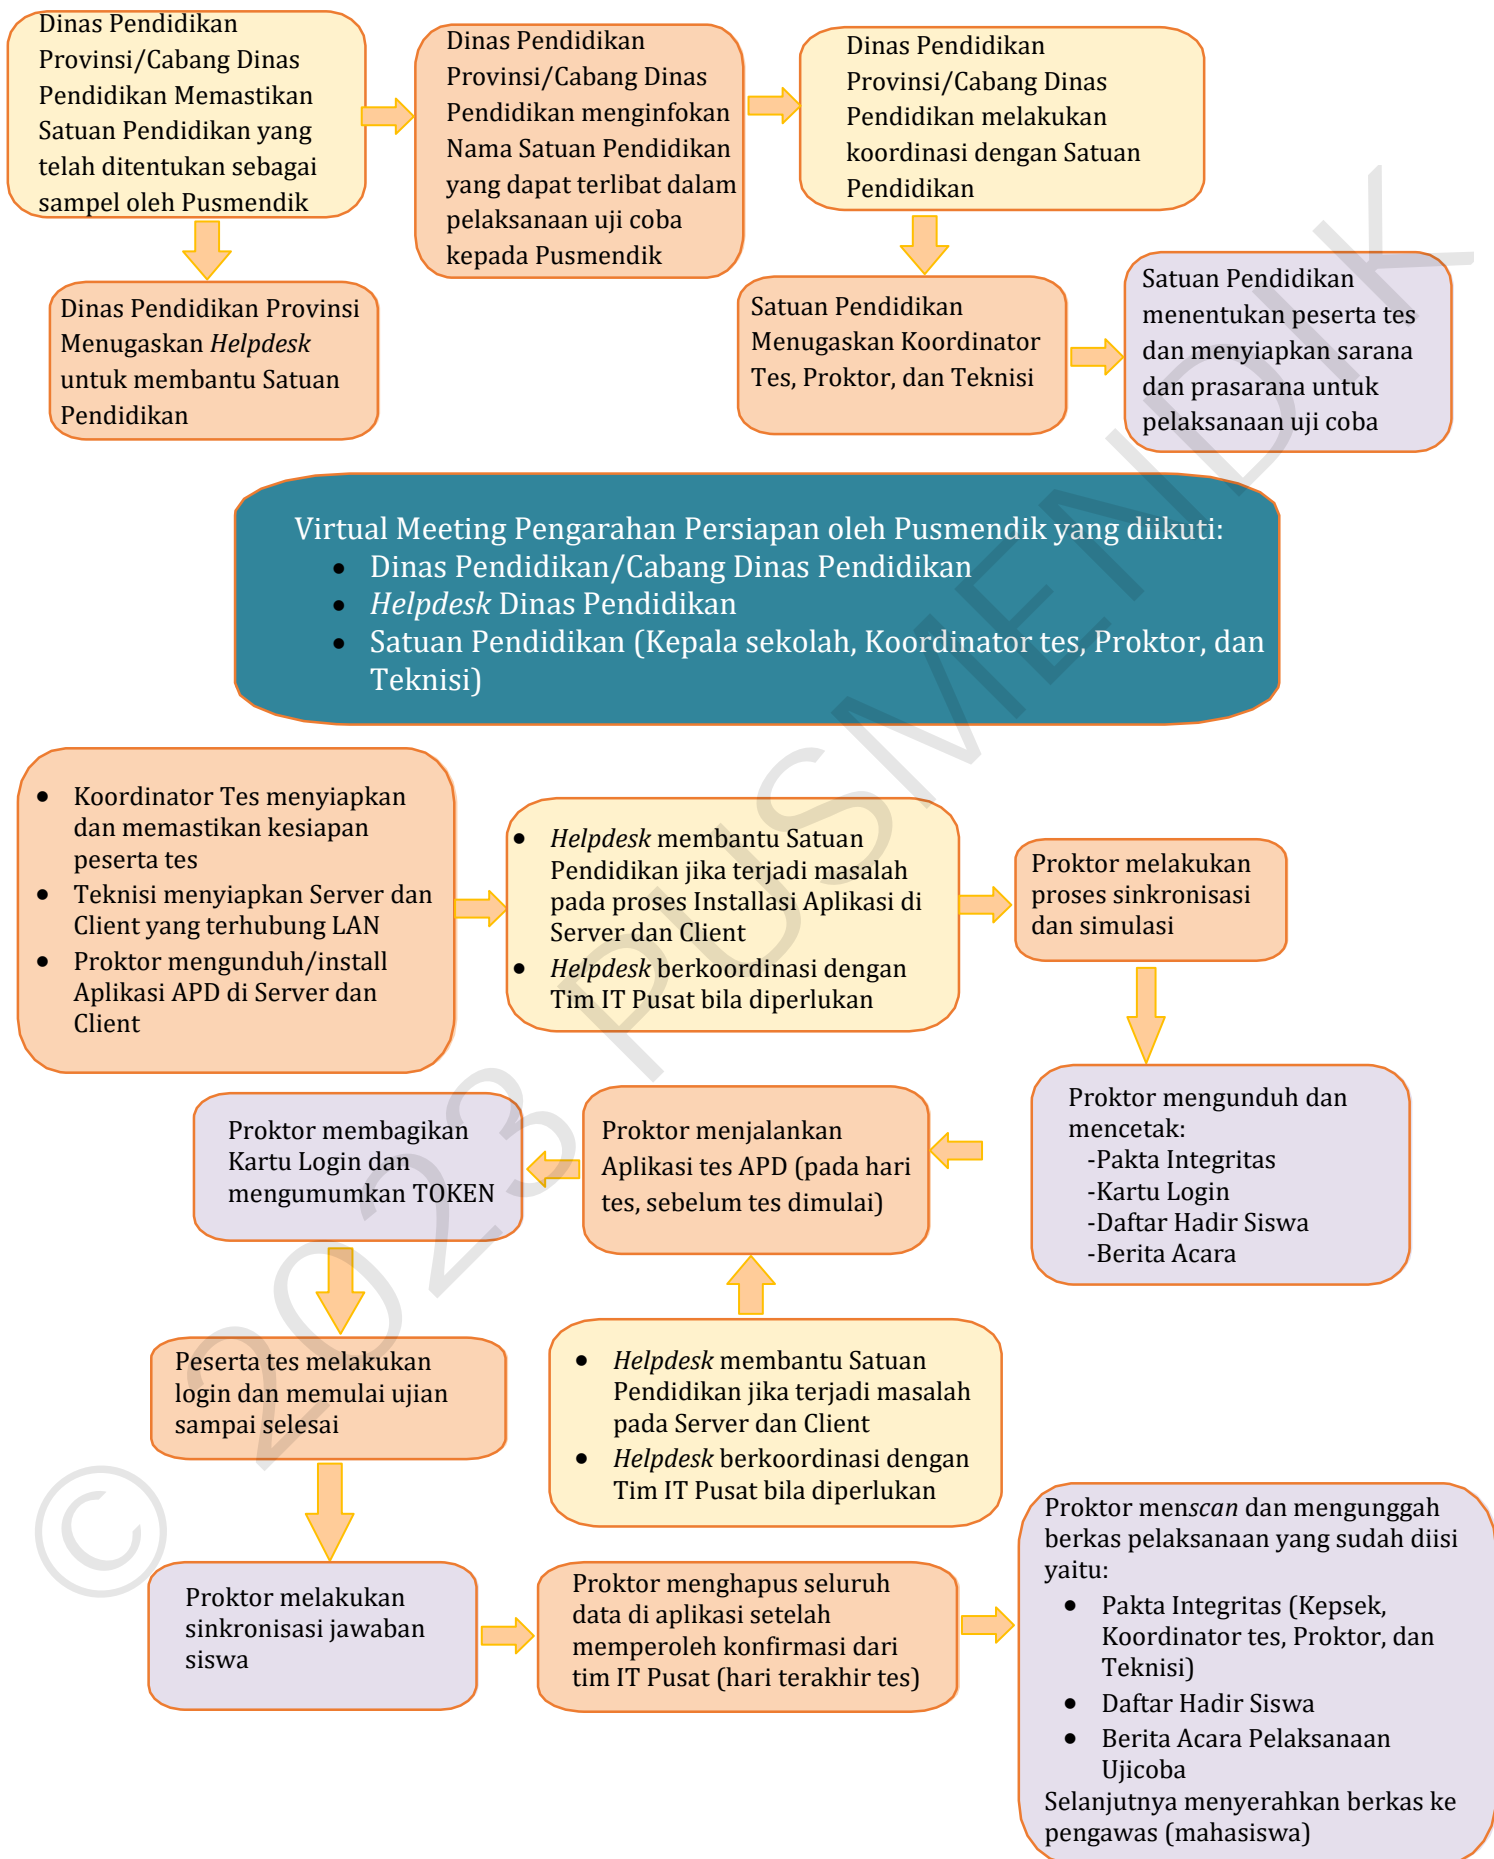 Dinas Pendidikan
Provinsi/Cabang Dinas
Pendidikan Memastikan
Satuan Pendidikan yang
telah ditentukan sebagai
sampel oleh Pusmendik
Dinas Pendidikan
Provinsi/Cabang Dinas
Pendidikan menginfokan
Nama Satuan Pendidikan
yang dapat terlibat dalam
pelaksanaan uji coba
kepada Pusmendik
Dinas Pendidikan
Provinsi/Cabang Dinas
Pendidikan melakukan
koordinasi dengan Satuan
Pendidikan
Dinas Pendidikan Provinsi
Menugaskan Helpdesk
untuk membantu Satuan
Pendidikan
Satuan Pendidikan
Menugaskan Koordinator
Tes, Proktor, dan Teknisi
Satuan Pendidikan
menentukan peserta tes
dan menyiapkan sarana
dan prasarana untuk
pelaksanaan uji coba
Virtual Meeting Pengarahan Persiapan oleh Pusmendik yang diikuti:
• Dinas Pendidikan/Cabang Dinas Pendidikan
• Helpdesk Dinas Pendidikan
• Satuan Pendidikan (Kepala sekolah, Koordinator tes, Proktor, dan
Teknisi)
• Koordinator Tes menyiapkan
dan memastikan kesiapan
peserta tes
• Teknisi menyiapkan Server dan
Client yang terhubung LAN
• Proktor mengunduh/install
Aplikasi APD di Server dan
Client
• Helpdesk membantu Satuan
Pendidikan jika terjadi masalah
pada proses Installasi Aplikasi di
Server dan Client
• Helpdesk berkoordinasi dengan
Tim IT Pusat bila diperlukan
Proktor melakukan
proses sinkronisasi
dan simulasi
Proktor mengunduh dan
mencetak:
-Pakta Integritas
-Kartu Login
-Daftar Hadir Siswa
-Berita Acara
Proktor menjalankan
Aplikasi tes APD (pada hari
tes, sebelum tes dimulai)
Proktor membagikan
Kartu Login dan
mengumumkan TOKEN
Peserta tes melakukan
login dan memulai ujian
sampai selesai
• Helpdesk membantu Satuan
Pendidikan jika terjadi masalah
pada Server dan Client
• Helpdesk berkoordinasi dengan
Tim IT Pusat bila diperlukan
Proktor melakukan
sinkronisasi jawaban
siswa
Proktor menghapus seluruh
data di aplikasi setelah
memperoleh konfirmasi dari
tim IT Pusat (hari terakhir tes)
Proktor menscan dan mengunggah
berkas pelaksanaan yang sudah diisi
yaitu:
• Pakta Integritas (Kepsek,
Koordinator tes, Proktor, dan
Teknisi)
• Daftar Hadir Siswa
• Berita Acara Pelaksanaan
Ujicoba
Selanjutnya menyerahkan berkas ke
pengawas (mahasiswa)
© 2023 PUSMENDIK